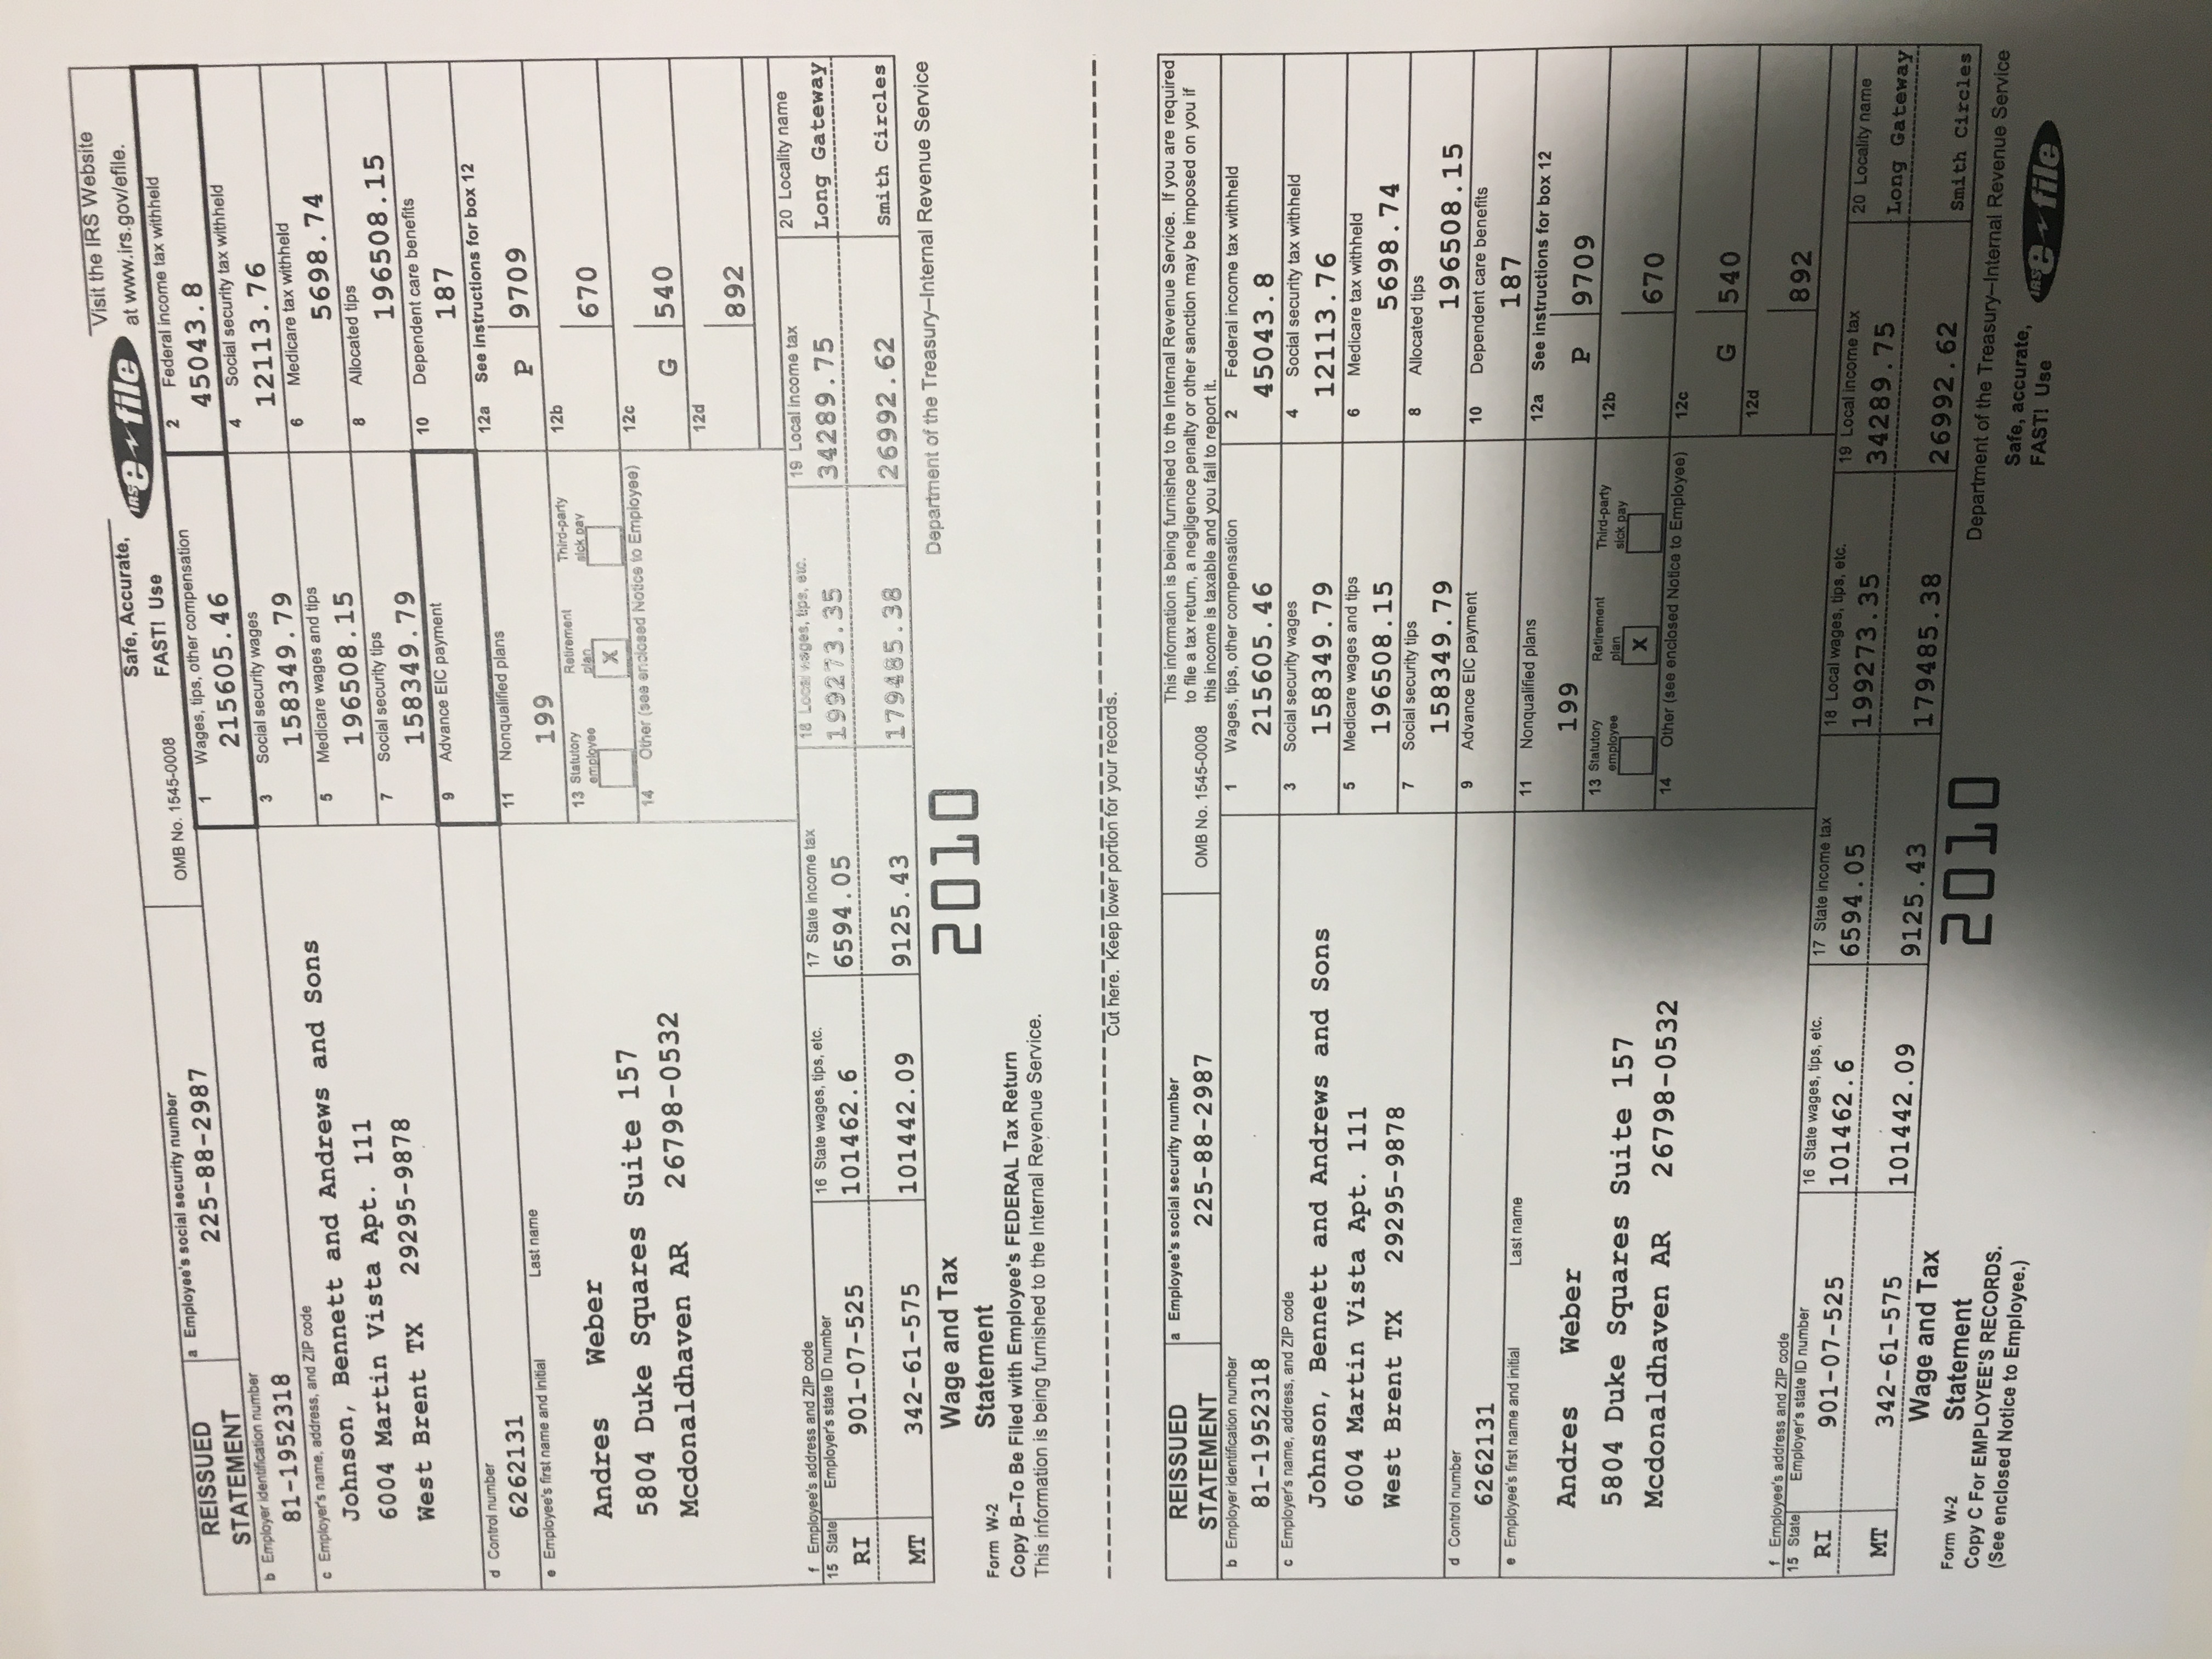 Visit the IRS Website
Safe, Accurate, IRS e-file at www.irs.gov/efile.
FAST! Use
REISSUED STATEMENT
a Employee's social security number
225-88-2987
OMB No. 1545-0008
1 Wages, tips, other compensation
215605.46
2 Federal income tax withheld
45043.8
b Employer identification number
81-1952318
3 Social security wages
158349.79
4 Social security tax withheld
12113.76
c Employer's name, address, and ZIP code
Johnson, Bennett and Andrews and Sons
6004 Martin Vista Apt. 111
West Brent TX 29295-9878
5 Medicare wages and tips
196508.15
6 Medicare tax withheld
5698.74
7 Social security tips
158349.79
8 Allocated tips
196508.15
d Control number
6262131
9 Advance EIC payment
10 Dependent care benefits
187
e Employee's first name and initial Last name
Andres Weber
5804 Duke Squares Suite 157
Mcdonaldhaven AR 26798-0532
11 Nonqualified plans
199
12a See instructions for box 12
P 9709
13 Statutory employee Retirement plan Third-party sick pay
X
12b
670
14 Other (see enclosed Notice to Employee)
12c
G 540
12d
892
f Employee's address and ZIP code
15 State Employer's state ID number 16 State wages, tips, etc. 17 State income tax 18 Local wages, tips, etc. 19 Local income tax 20 Locality name
RI 901-07-525 101462.6 6594.05 199273.35 34289.75 Long Gateway
MT 342-61-575 101442.09 9125.43 179485.38 26992.62 Smith Circles
Wage and Tax
Form W-2 Statement 2010 Department of the Treasury--Internal Revenue Service
Copy B--To Be Filed with Employee's FEDERAL Tax Return
This information is being furnished to the Internal Revenue Service.
Cut here. Keep lower portion for your records.
REISSUED STATEMENT
a Employee's social security number
225-88-2987
OMB No. 1545-0008
This information is being furnished to the Internal Revenue Service. If you are required
to file a tax return, a negligence penalty or other sanction may be imposed on you if
this income is taxable and you fail to report it.
b Employer identification number
81-1952318
1 Wages, tips, other compensation
215605.46
2 Federal income tax withheld
45043.8
c Employer's name, address, and ZIP code
Johnson, Bennett and Andrews and Sons
6004 Martin Vista Apt. 111
West Brent TX 29295-9878
3 Social security wages
158349.79
4 Social security tax withheld
12113.76
5 Medicare wages and tips
196508.15
6 Medicare tax withheld
5698.74
7 Social security tips
158349.79
8 Allocated tips
196508.15
d Control number
6262131
9 Advance EIC payment
10 Dependent care benefits
187
e Employee's first name and initial Last name
Andres Weber
5804 Duke Squares Suite 157
Mcdonaldhaven AR 26798-0532
11 Nonqualified plans
199
12a See instructions for box 12
P 9709
13 Statutory employee Retirement plan Third-party sick pay
X
12b
670
14 Other (see enclosed Notice to Employee)
12c
G 540
12d
892
f Employee's address and ZIP code
15 State Employer's state ID number 16 State wages, tips, etc. 17 State income tax 18 Local wages, tips, etc. 19 Local income tax 20 Locality name
RI 901-07-525 101462.6 6594.05 199273.35 34289.75 Long Gateway
MT 342-61-575 101442.09 9125.43 179485.38 26992.62 Smith Circles
Wage and Tax
Form W-2 Statement 2010 Department of the Treasury--Internal Revenue Service
Copy C For EMPLOYEE'S RECORDS.
(See enclosed Notice to Employee.)
Safe, accurate,
FAST! Use IRS e-file